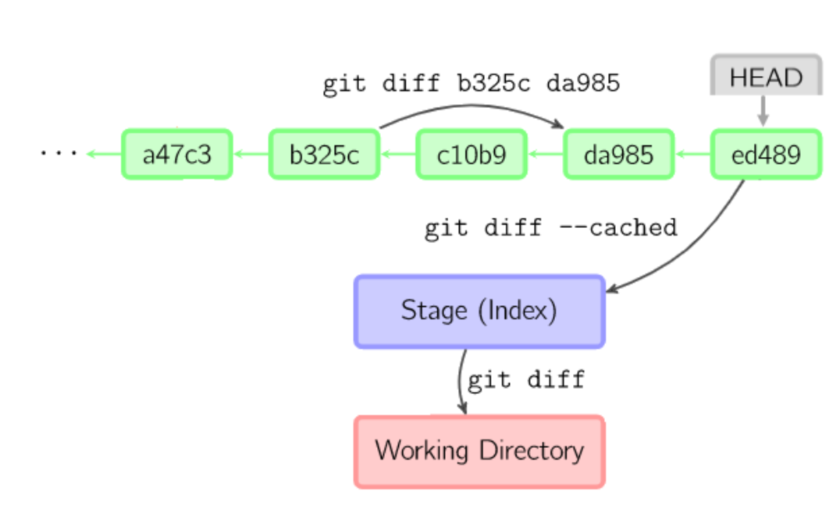 git diff b325c da985
HEAD
··· a47c3 b325c c10b9 da985 ed489
git diff --cached
Stage (Index)
git diff
Working Directory